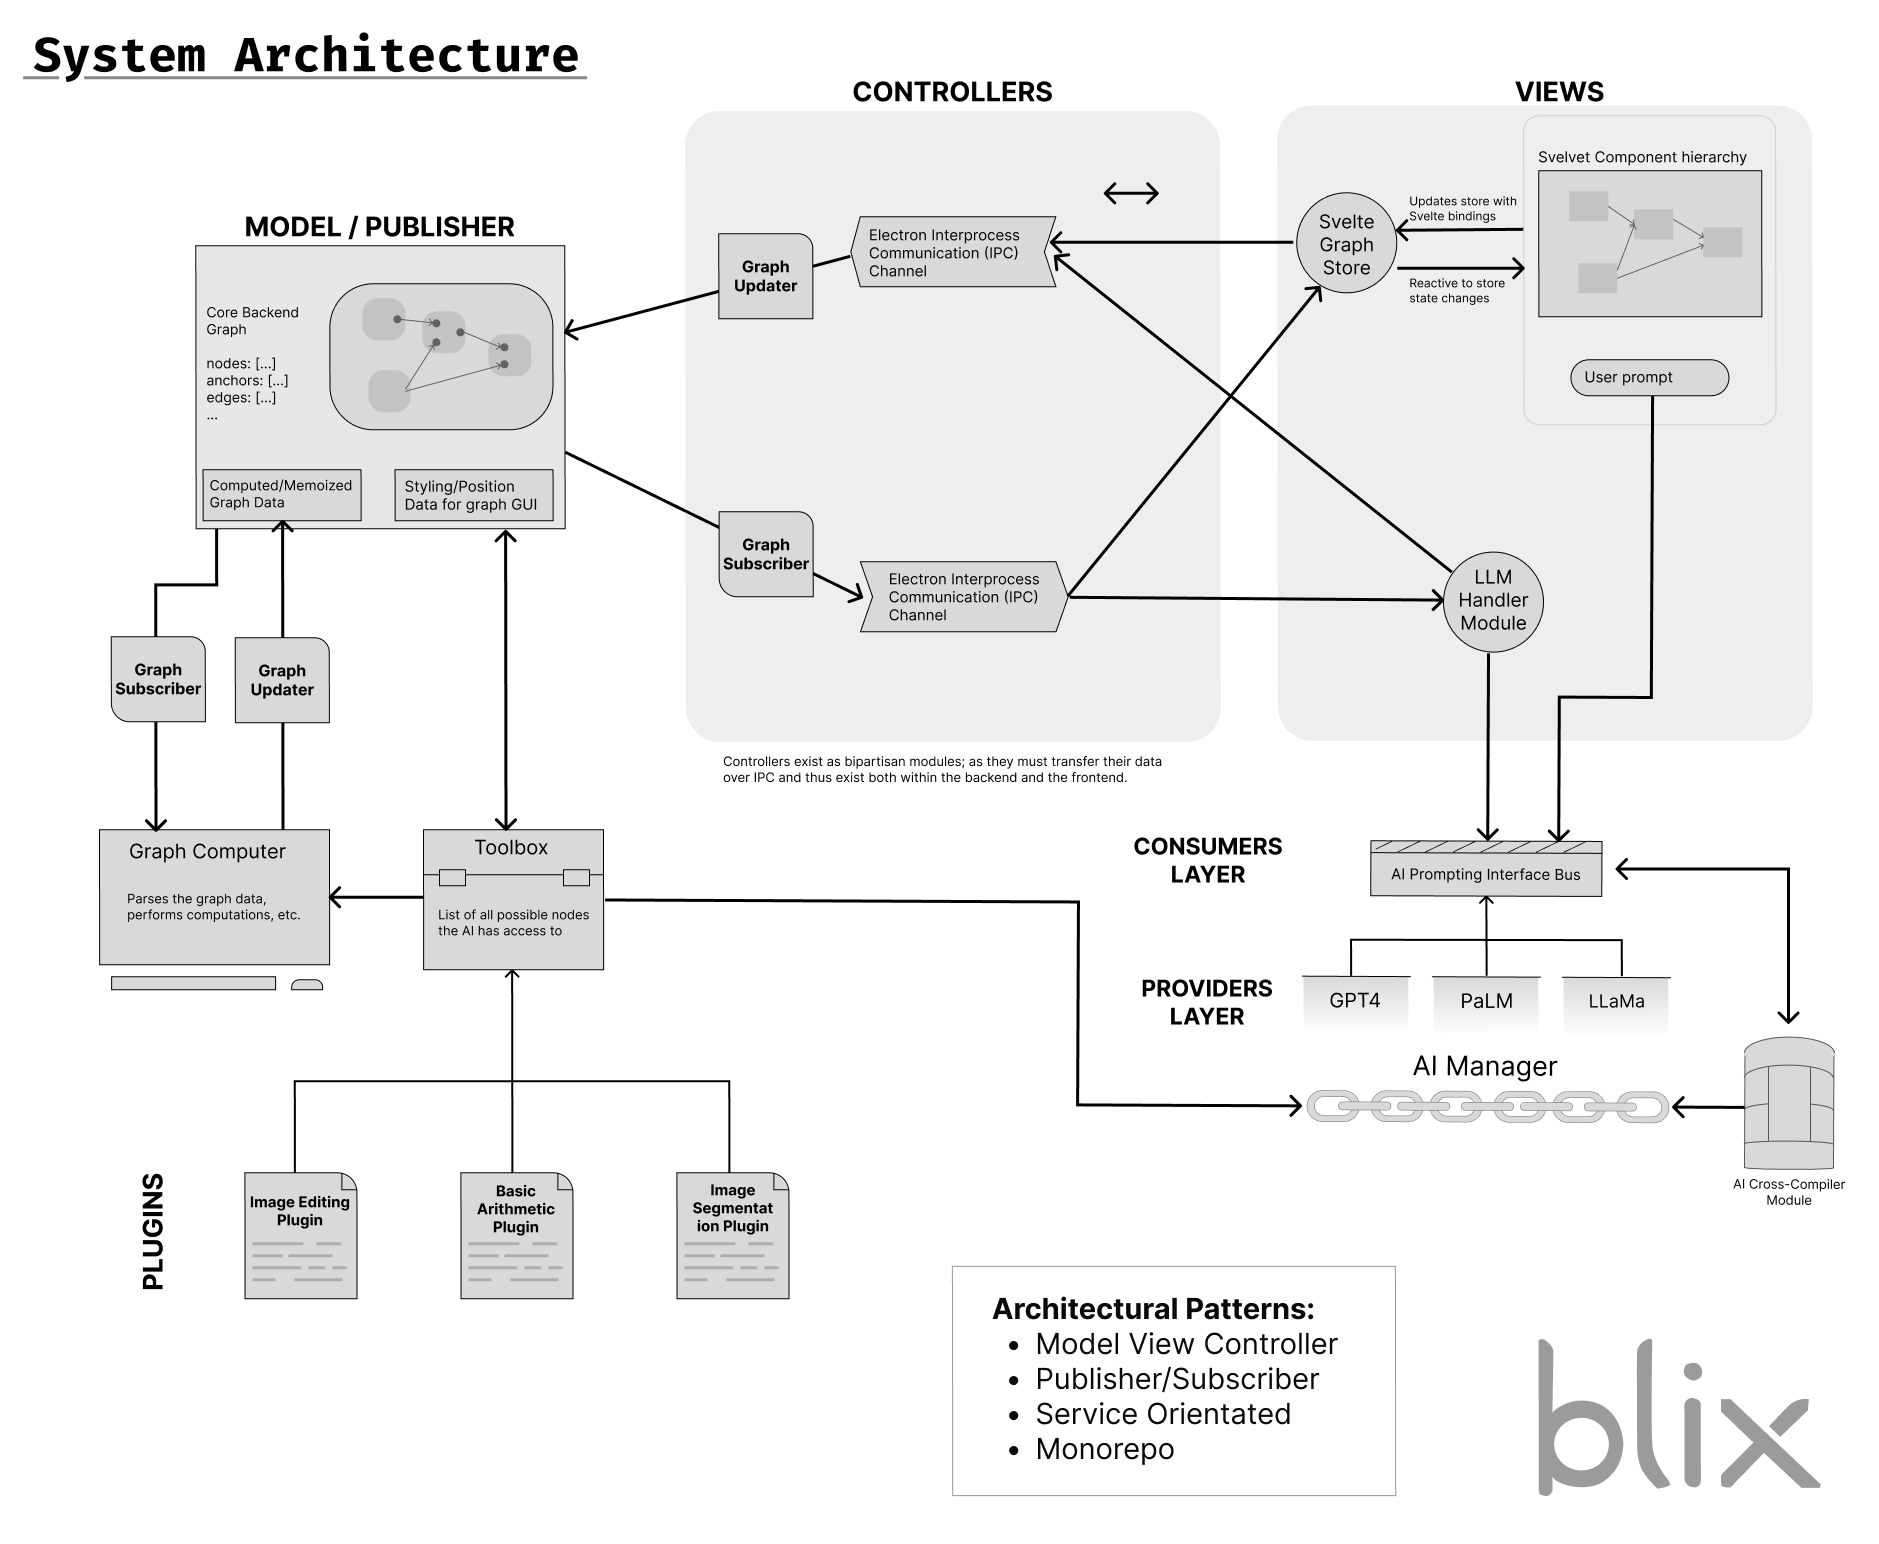 System Architecture
CONTROLLERS
VIEWS
MODEL / PUBLISHER
Core Backend
Graph
nodes: [...]
anchors: [...]
edges: [...]
...
Computed/Memoized
Graph Data
Styling/Position
Data for graph GUI
Graph
Updater
Electron Interprocess
Communication (IPC)
Channel
Svelte
Graph
Store
Updates store with
Svelte bindings
Reactive to store
state changes
Svelvet Component hierarchy
User prompt
Graph
Subscriber
Electron Interprocess
Communication (IPC)
Channel
LLM
Handler
Module
Graph
Subscriber
Graph
Updater
Controllers exist as bipartisan modules; as they must transfer their data
over IPC and thus exist both within the backend and the frontend.
Graph Computer
Parses the graph data,
performs computations, etc.
Toolbox
List of all possible nodes
the AI has access to
CONSUMERS
LAYER
AI Prompting Interface Bus
PROVIDERS
LAYER
GPT4
PaLM
LLaMa
AI Manager
AI Cross-Compiler
Module
PLUGINS
Image Editing
Plugin
Basic
Arithmetic
Plugin
Image
Segmentat
ion Plugin
Architectural Patterns:
• Model View Controller
• Publisher/Subscriber
• Service Orientated
• Monorepo
blix